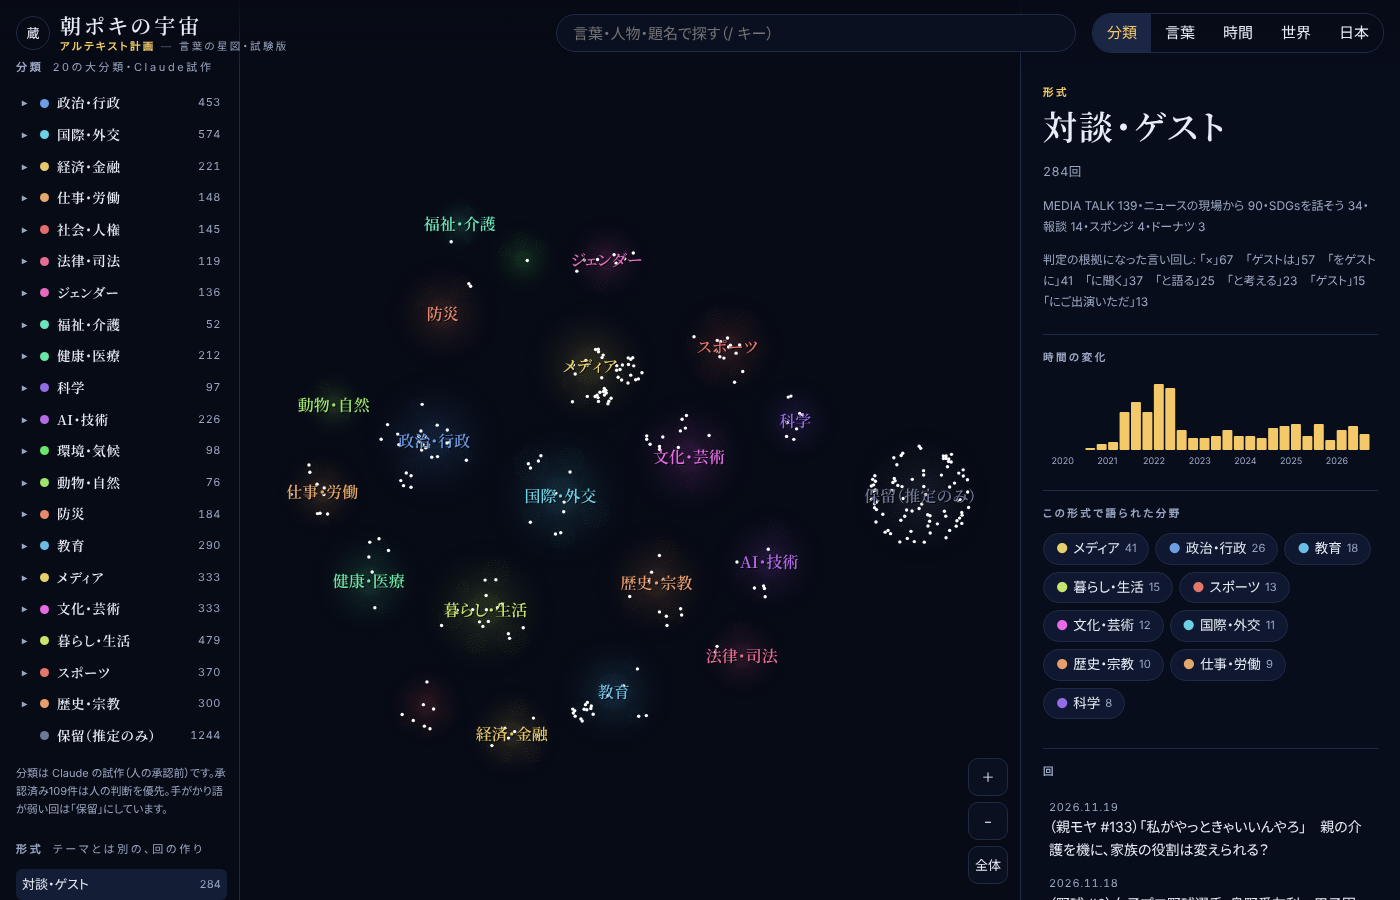 蔵
朝ポキの宇宙
アルテキスト計画 — 言葉の星図・試験版
言葉・人物・題名で探す(/ キー)
分類
言葉
時間
世界
日本
分類 20の大分類・Claude試作
▸ 政治・行政 453
▸ 国際・外交 574
▸ 経済・金融 221
▸ 仕事・労働 148
▸ 社会・人権 145
▸ 法律・司法 119
▸ ジェンダー 136
▸ 福祉・介護 52
▸ 健康・医療 212
▸ 科学 97
▸ AI・技術 226
▸ 環境・気候 98
▸ 動物・自然 76
▸ 防災 184
▸ 教育 290
▸ メディア 333
▸ 文化・芸術 333
▸ 暮らし・生活 479
▸ スポーツ 370
▸ 歴史・宗教 300
保留(推定のみ) 1244
分類は Claude の試作(人の承認前)です。承
認済み109件は人の判断を優先。手がかり語
が弱い回は「保留」にしています。
形式 テーマとは別の、回の作り
対談・ゲスト 284
福祉・介護
ジェンダー
防災
スポーツ
メディア
動物・自然
科学
政治・行政
文化・芸術
仕事・労働
国際・外交
保留(推定のみ)
AI・技術
健康・医療
歴史・宗教
暮らし・生活
法律・司法
教育
経済・金融
+
-
全体
形式
対談・ゲスト
284回
MEDIA TALK 139・ニュースの現場から 90・SDGsを話そう 34・
報談 14・スポンジ 4・ドーナツ 3
判定の根拠になった言い回し: 「×」67 「ゲストは」57 「をゲスト
に」41 「に聞く」37 「と語る」25 「と考える」23 「ゲスト」15
「にご出演いただ」13
時間の変化
2020 2021 2022 2023 2024 2025 2026
この形式で語られた分野
メディア 41
政治・行政 26
教育 18
暮らし・生活 15
スポーツ 13
文化・芸術 12
国際・外交 11
歴史・宗教 10
仕事・労働 9
科学 8
回
2026.11.19
(親モヤ #133)「私がやっときゃいいんやろ」 親の介
護を機に、家族の役割は変えられる?
2026.11.18